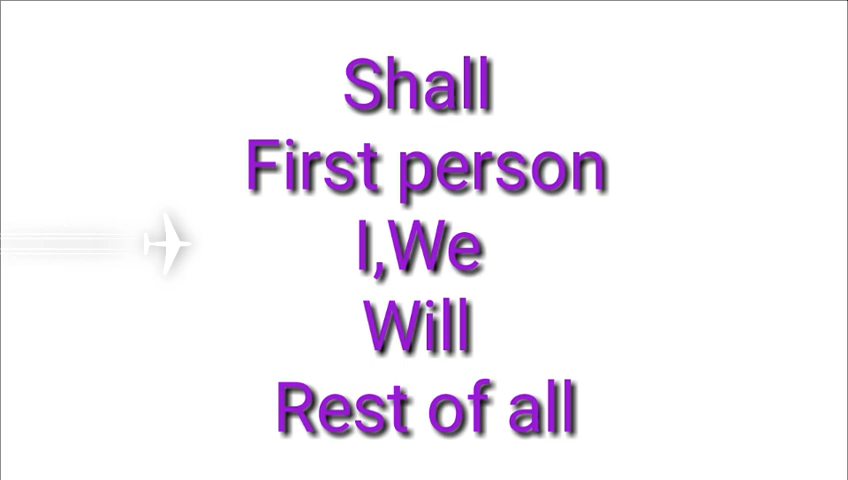 Shall
First person
I,We
Will
Rest of all